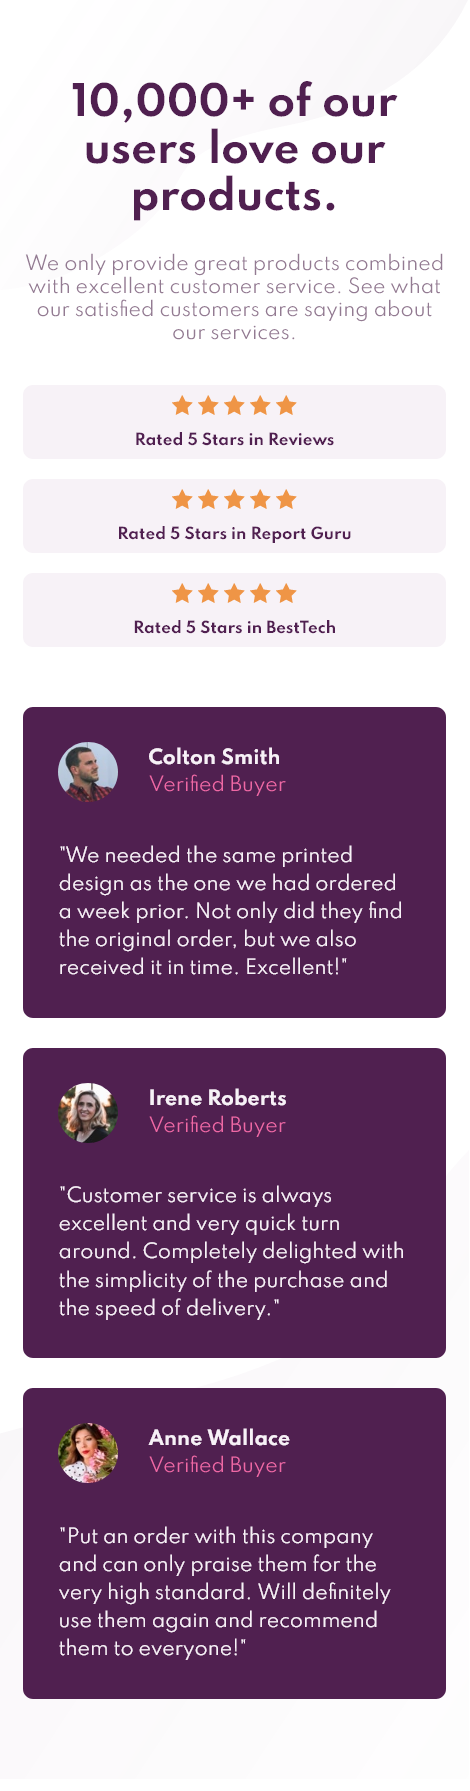 10,000+ of our
users love our
products.
We only provide great products combined
with excellent customer service. See what
our satisfied customers are saying about
our services.
Rated 5 Stars in Reviews
Rated 5 Stars in Report Guru
Rated 5 Stars in BestTech
Colton Smith
Verified Buyer
"We needed the same printed
design as the one we had ordered
a week prior. Not only did they find
the original order, but we also
received it in time. Excellent!"
Irene Roberts
Verified Buyer
"Customer service is always
excellent and very quick turn
around. Completely delighted with
the simplicity of the purchase and
the speed of delivery."
Anne Wallace
Verified Buyer
"Put an order with this company
and can only praise them for the
very high standard. Will definitely
use them again and recommend
them to everyone!"